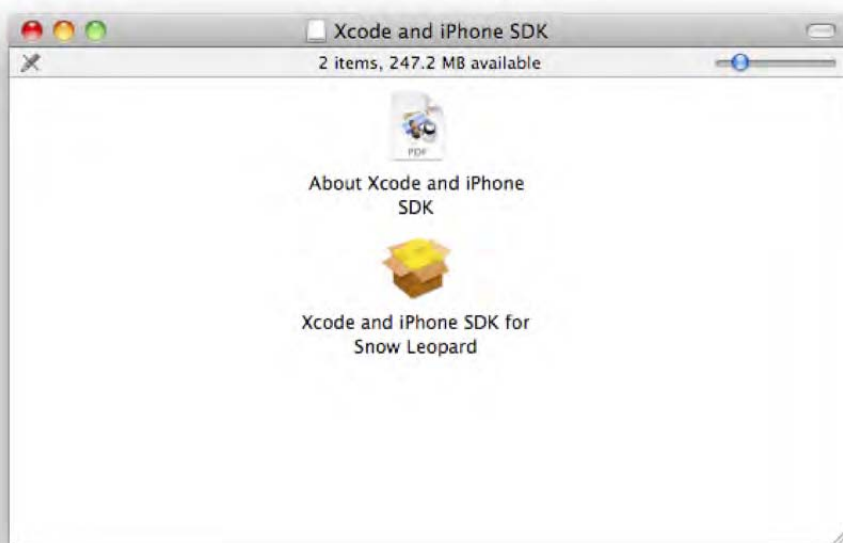 Xcode and iPhone SDK
2 items, 247.2 MB available
PDF
About Xcode and iPhone
SDK
Xcode and iPhone SDK for
Snow Leopard